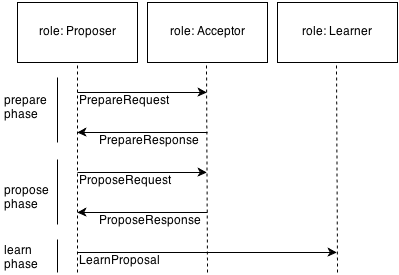 role: Proposer
role: Acceptor
role: Learner
prepare
phase
PrepareRequest
PrepareResponse
propose
phase
ProposeRequest
ProposeResponse
learn
phase
LearnProposal